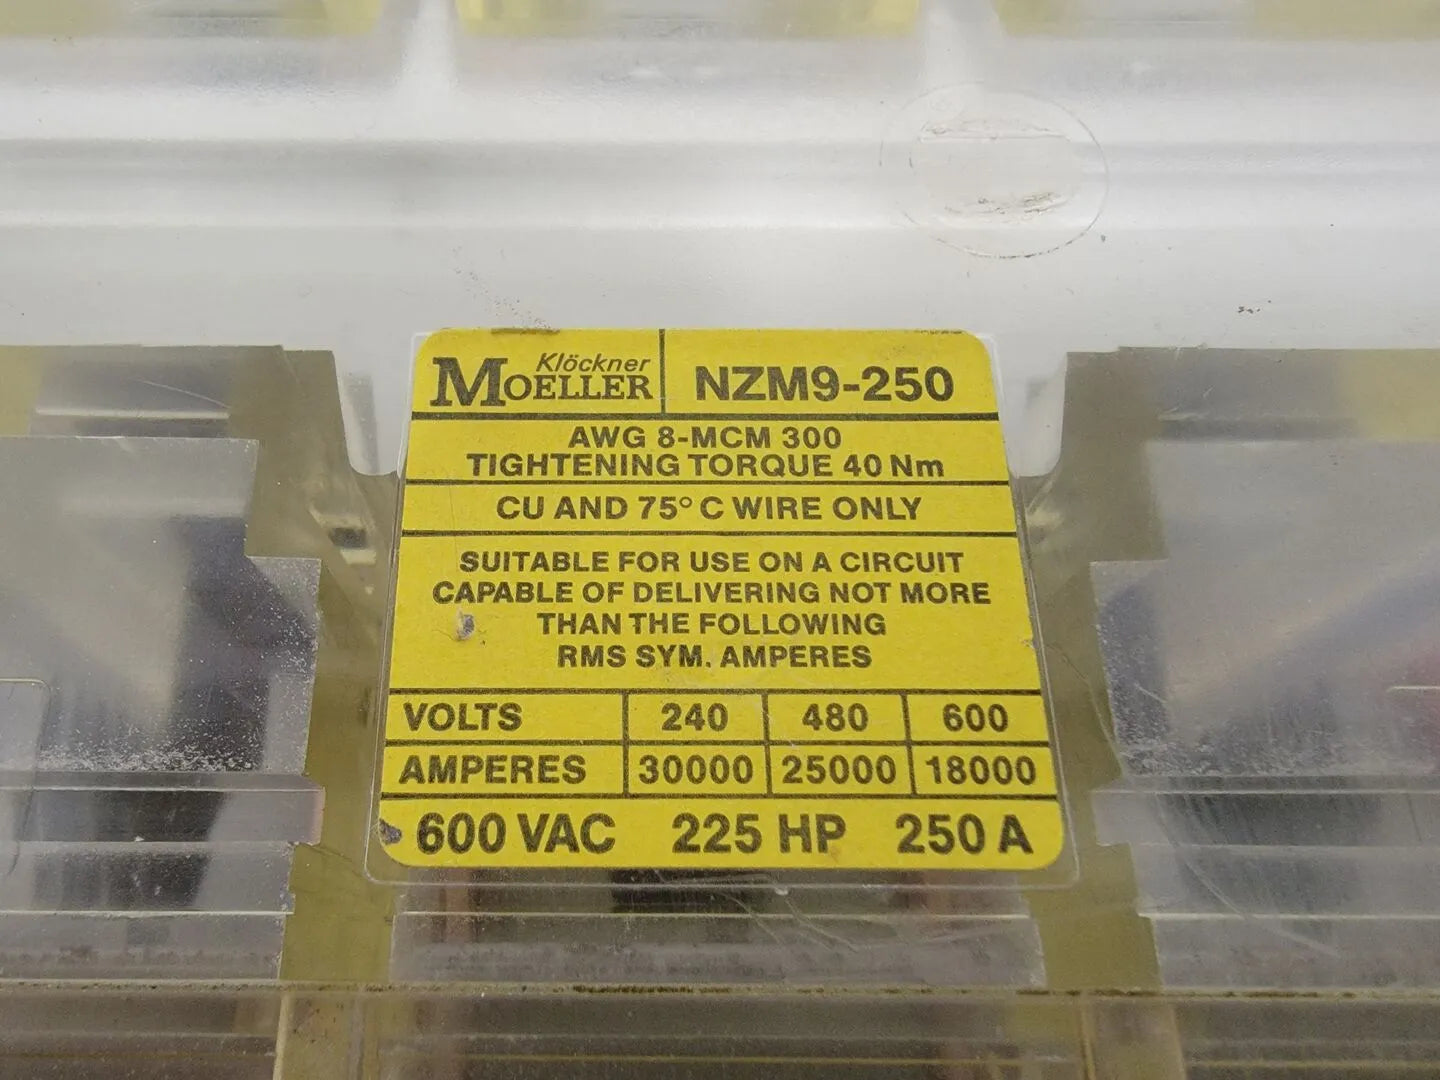 Klöckner
MOELLER
NZM9-250
AWG 8-MCM 300
TIGHTENING TORQUE 40 Nm
CU AND 75° C WIRE ONLY
SUITABLE FOR USE ON A CIRCUIT
CAPABLE OF DELIVERING NOT MORE
THAN THE FOLLOWING
RMS SYM. AMPERES
VOLTS 240 480 600
AMPERES 30000 25000 18000
600 VAC 225 HP 250 A